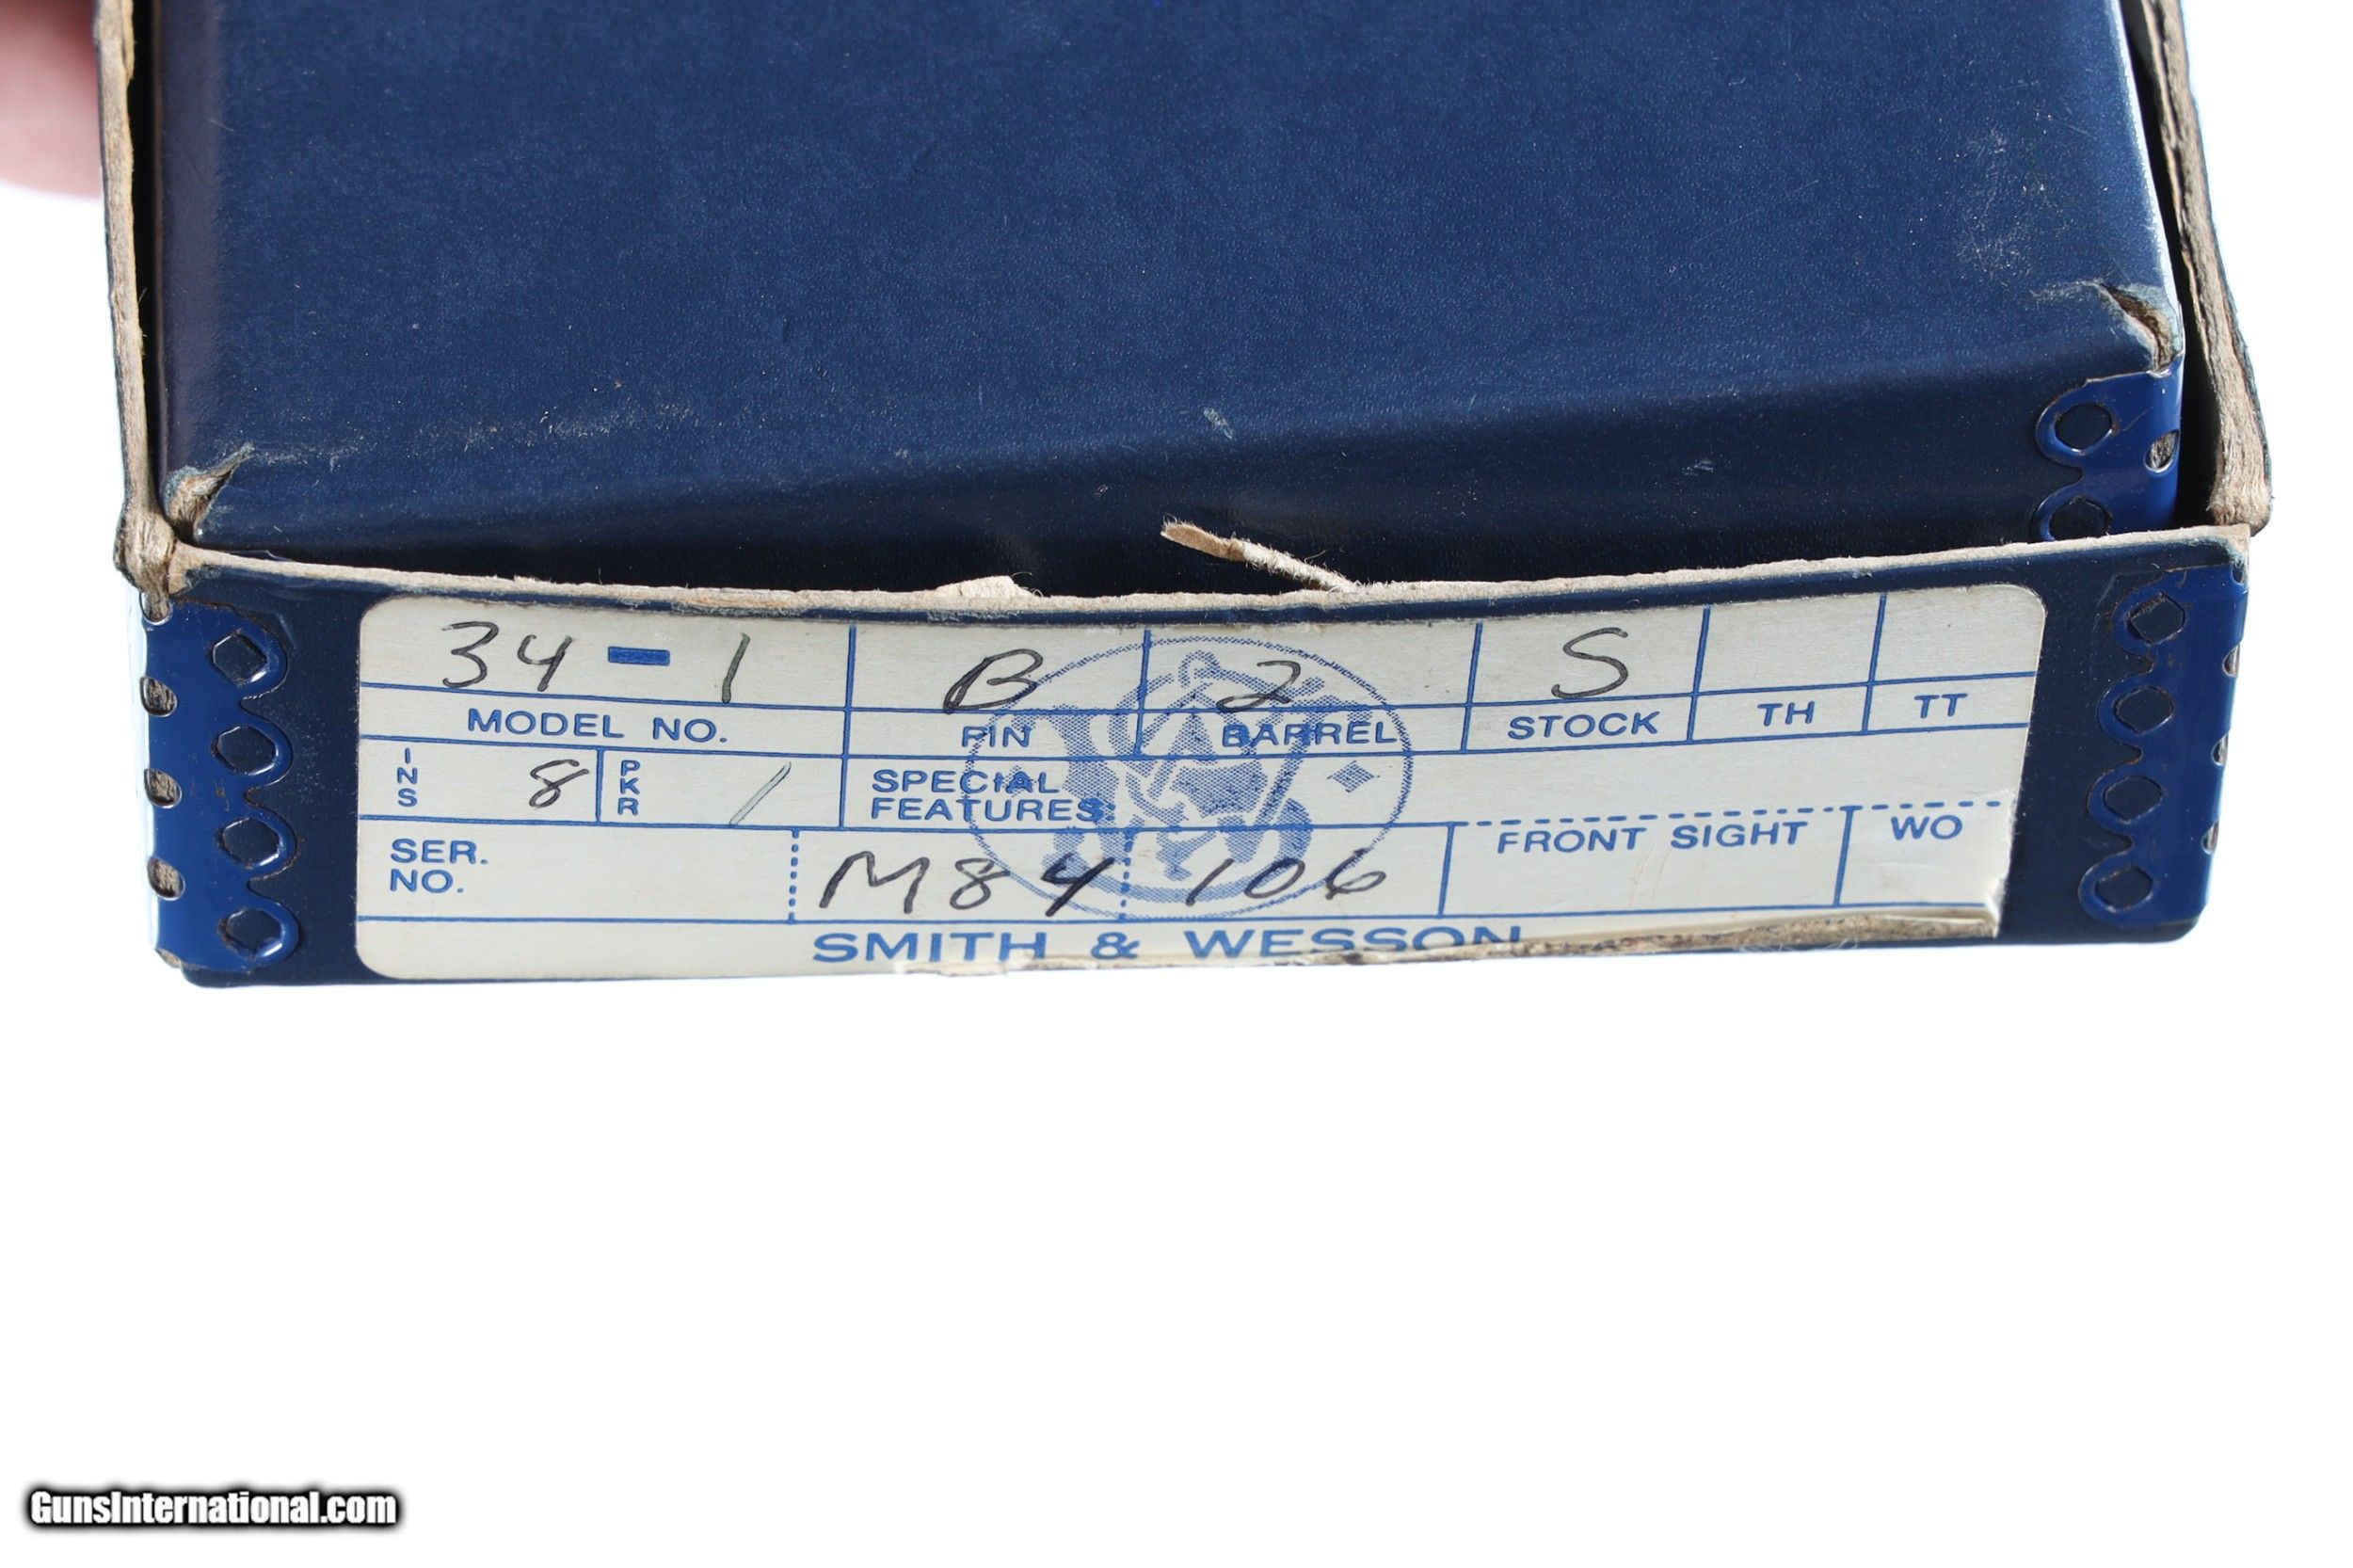 34-1 B 2 S
MODEL NO. FIN BARREL STOCK TH TT
INS 8 PKR / SPECIAL
FEATURES:
FRONT SIGHT WO
SER.
NO. M84 106
SMITH & WESSON
GunsInternational.com